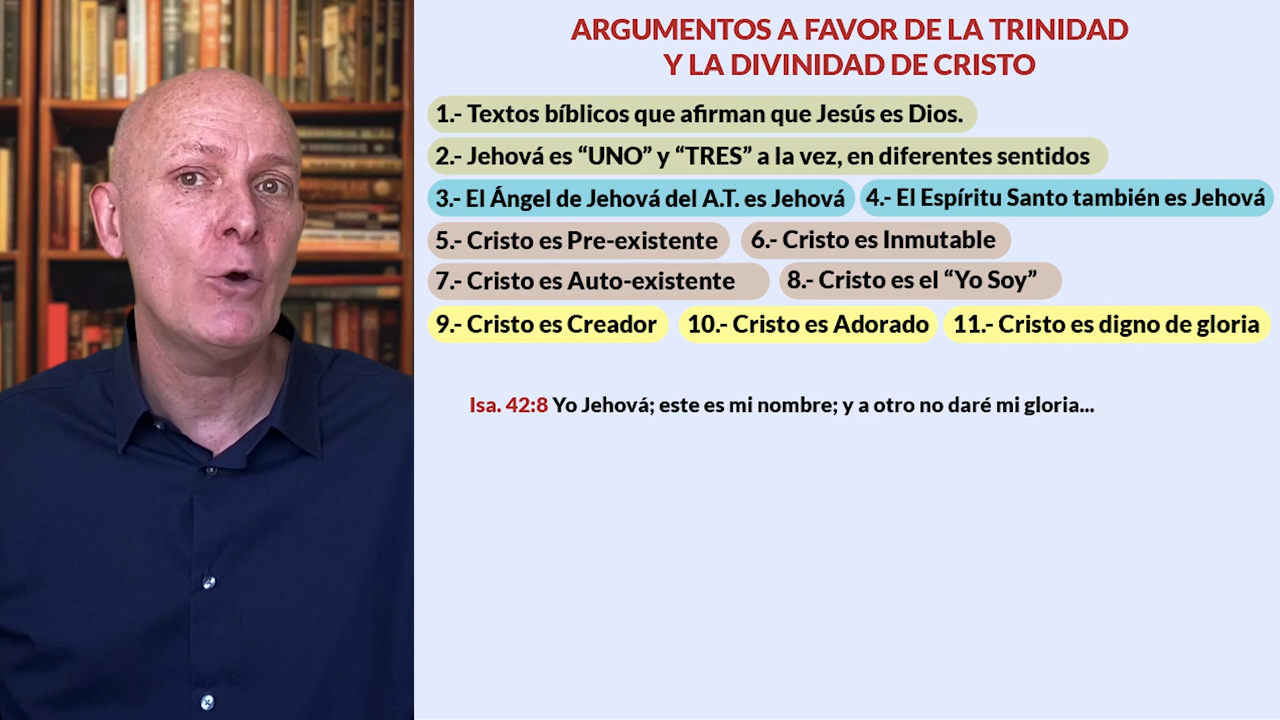 ARGUMENTOS A FAVOR DE LA TRINIDAD
Y LA DIVINIDAD DE CRISTO
1.- Textos bíblicos que afirman que Jesús es Dios.
2.- Jehová es “UNO” y “TRES” a la vez, en diferentes sentidos
3.- El Ángel de Jehová del A.T. es Jehová 4.- El Espíritu Santo también es Jehová
5.- Cristo es Pre-existente 6.- Cristo es Inmutable
7.- Cristo es Auto-existente 8.- Cristo es el “Yo Soy”
9.- Cristo es Creador 10.- Cristo es Adorado 11.- Cristo es digno de gloria
Isa. 42:8 Yo Jehová; este es mi nombre; y a otro no daré mi gloria...